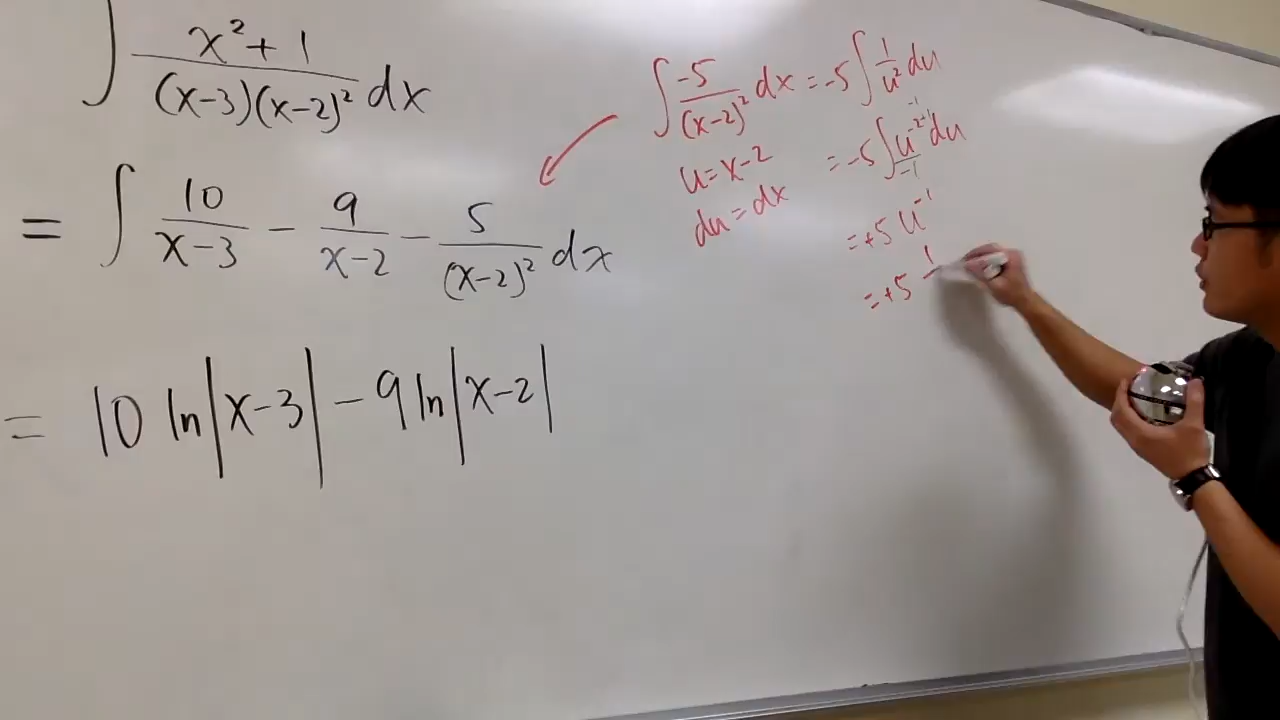 ∫ x²+1 / (x-3)(x-2)² dx
= ∫ 10/(x-3) - 9/(x-2) - 5/(x-2)² dx
= 10 ln|x-3| - 9 ln|x-2|
∫ -5/(x-2)² dx = -5 ∫ 1/u² du
u = x-2
du = dx
= -5 ∫ u⁻²⁺¹/-1 du
= +5 u⁻¹
= +5 1/